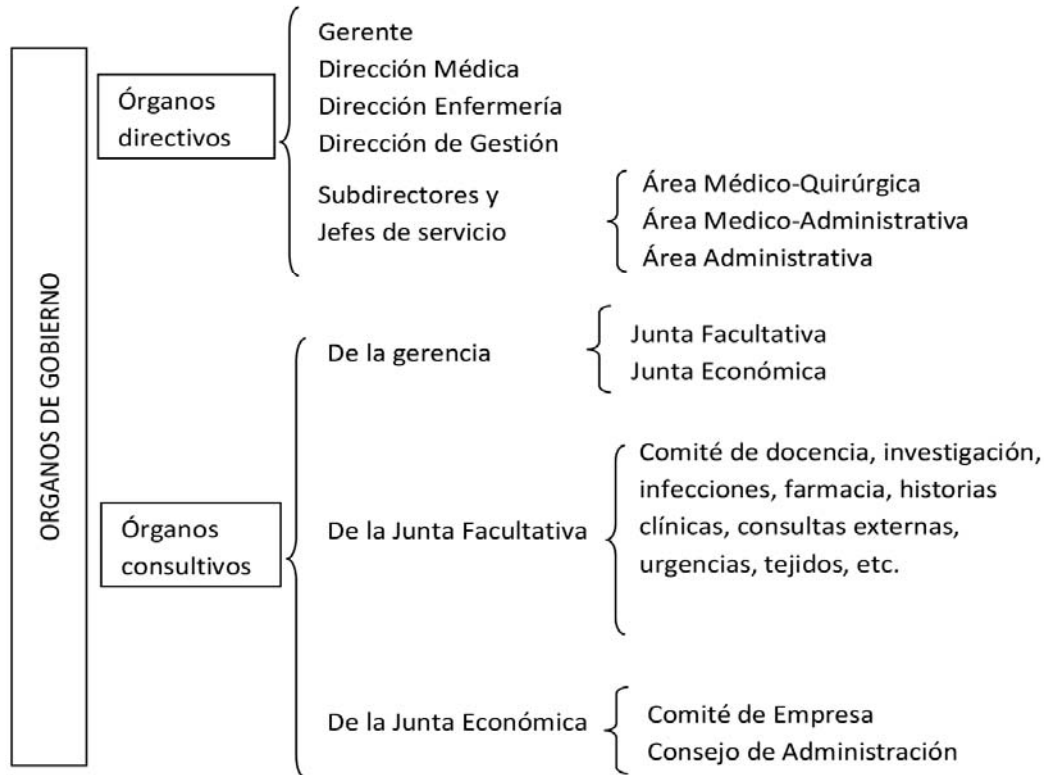 ORGANOS DE GOBIERNO
Órganos
directivos
Gerente
Dirección Médica
Dirección Enfermería
Dirección de Gestión
Subdirectores y
Jefes de servicio
Área Médico-Quirúrgica
Área Medico-Administrativa
Área Administrativa
Órganos
consultivos
De la gerencia
Junta Facultativa
Junta Económica
De la Junta Facultativa
Comité de docencia, investigación,
infecciones, farmacia, historias
clínicas, consultas externas,
urgencias, tejidos, etc.
De la Junta Económica
Comité de Empresa
Consejo de Administración